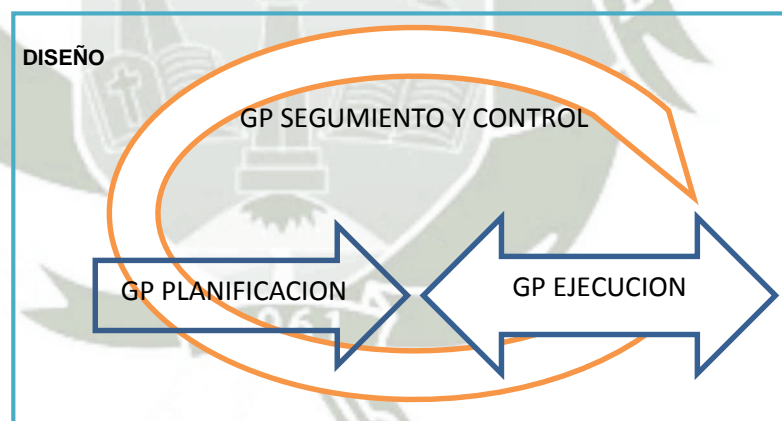 DISEÑO
GP SEGUMIENTO Y CONTROL
GP PLANIFICACION
GP EJECUCION